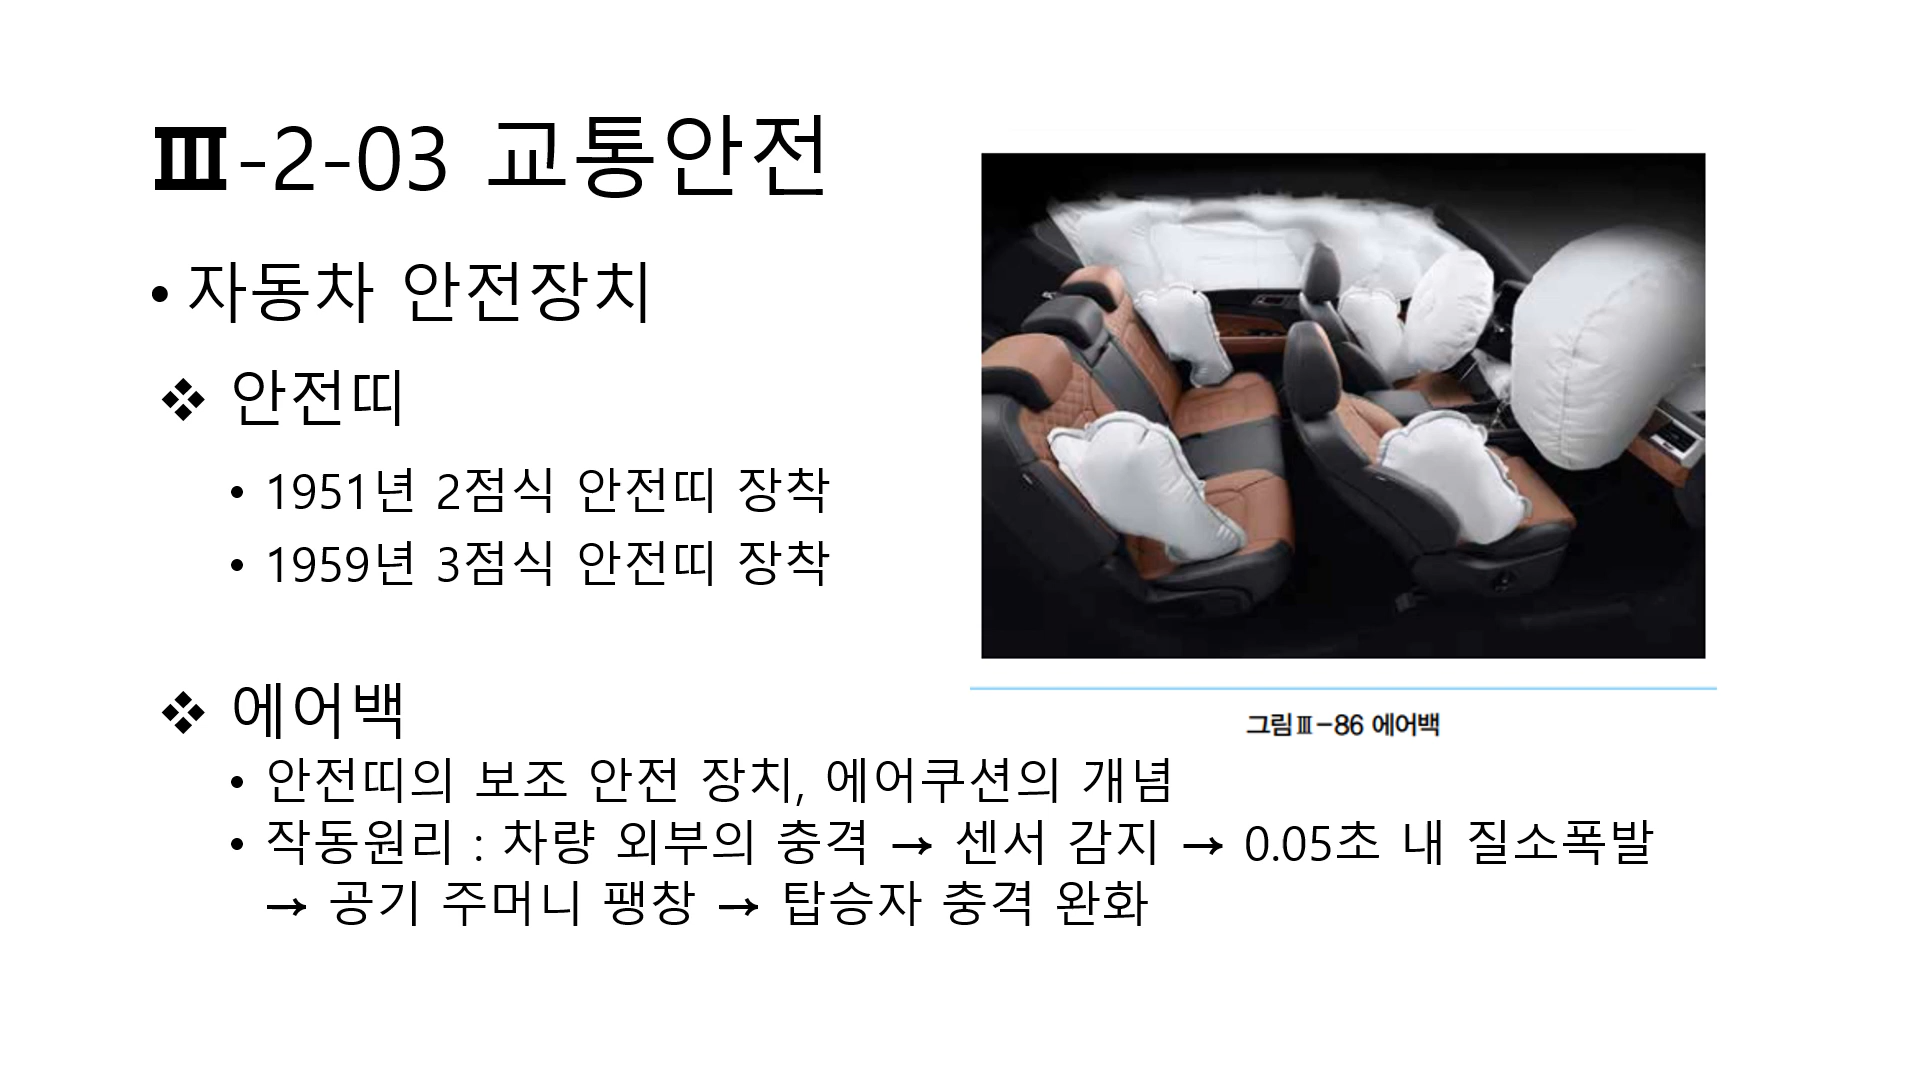 Ⅲ-2-03 교통안전
• 자동차 안전장치
❖ 안전띠
• 1951년 2점식 안전띠 장착
• 1959년 3점식 안전띠 장착
그림Ⅲ-86 에어백
❖ 에어백
• 안전띠의 보조 안전 장치, 에어쿠션의 개념
• 작동원리 : 차량 외부의 충격 → 센서 감지 → 0.05초 내 질소폭발
→ 공기 주머니 팽창 → 탑승자 충격 완화